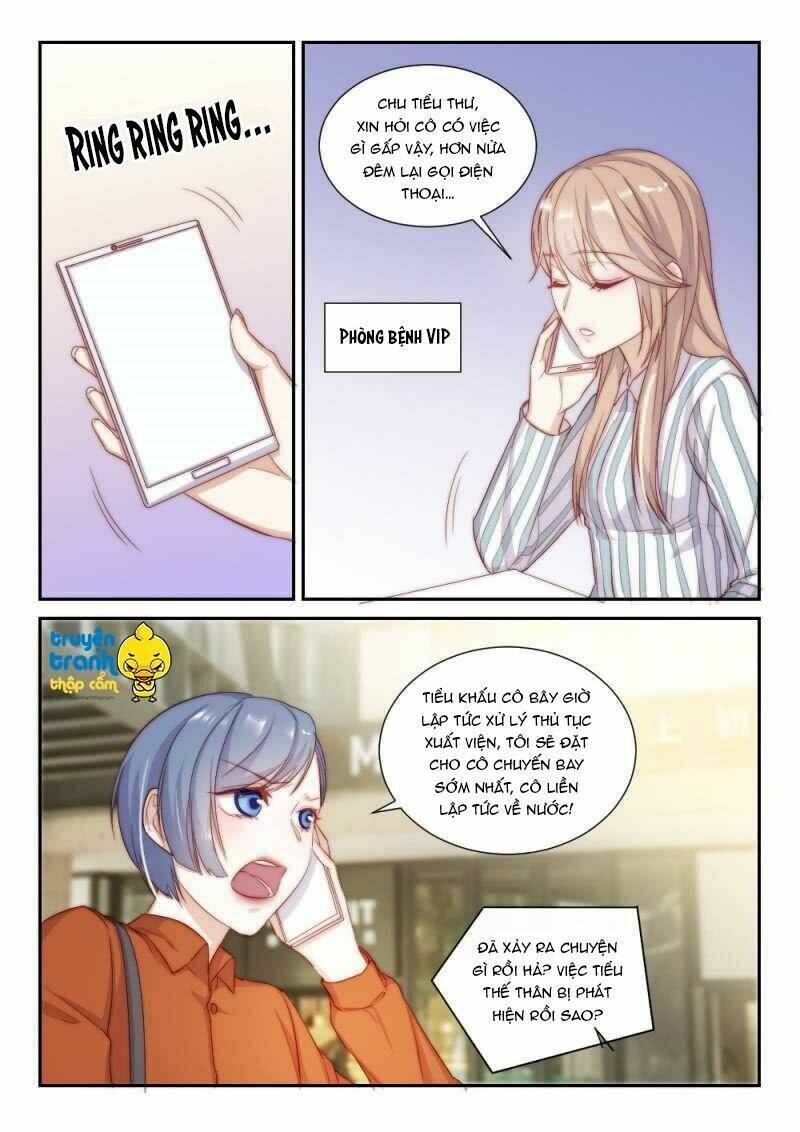 RING RING RING...
CHU TIỂU THƯ,
XIN HỎI CÔ CÓ VIỆC
GÌ GẤP VẬY, HƠN NỬA
ĐÊM LẠI GỌI ĐIỆN
THOẠI...
PHÒNG BỆNH VIP
truyện
tranh
thập cẩm
TIỂU KHẤU CÔ BÂY GIỜ
LẬP TỨC XỬ LÝ THỦ TỤC
XUẤT VIỆN, TÔI SẼ ĐẶT
CHO CÔ CHUYẾN BAY
SỚM NHẤT, CÔ LIỀN
LẬP TỨC VỀ NƯỚC!
ĐÃ XẢY RA CHUYỆN
GÌ RỒI HẢ? VIỆC TIỂU
THẾ THÂN BỊ PHÁT
HIỆN RỒI SAO?